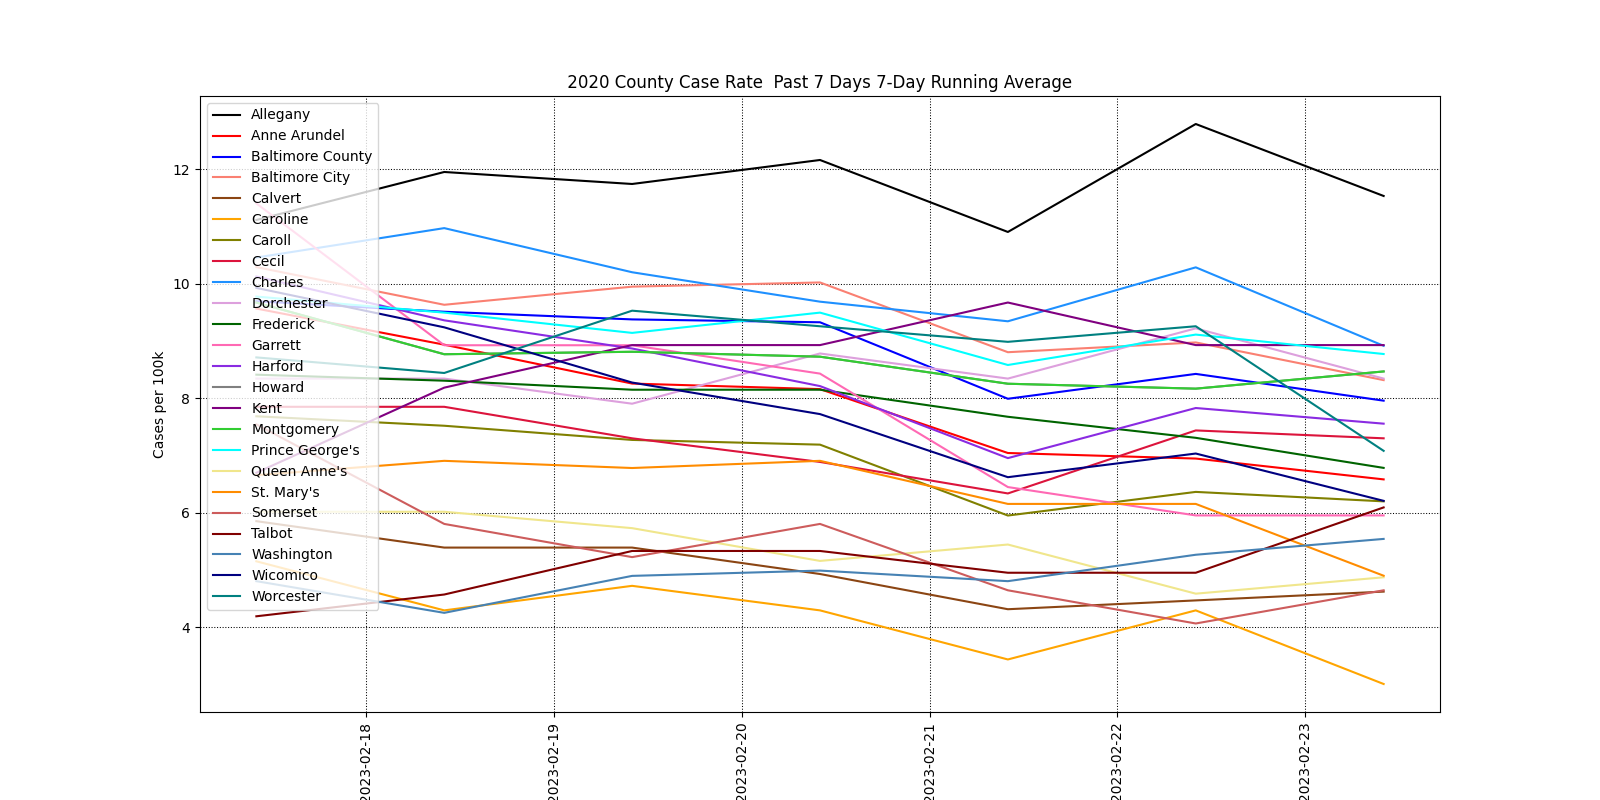 2020 County Case Rate  Past 7 Days 7-Day Running Average
Cases per 100k
12
10
8
6
4
Allegany
Anne Arundel
Baltimore County
Baltimore City
Calvert
Caroline
Caroll
Cecil
Charles
Dorchester
Frederick
Garrett
Harford
Howard
Kent
Montgomery
Prince George's
Queen Anne's
St. Mary's
Somerset
Talbot
Washington
Wicomico
Worcester
2023-02-18
2023-02-19
2023-02-20
2023-02-21
2023-02-22
2023-02-23